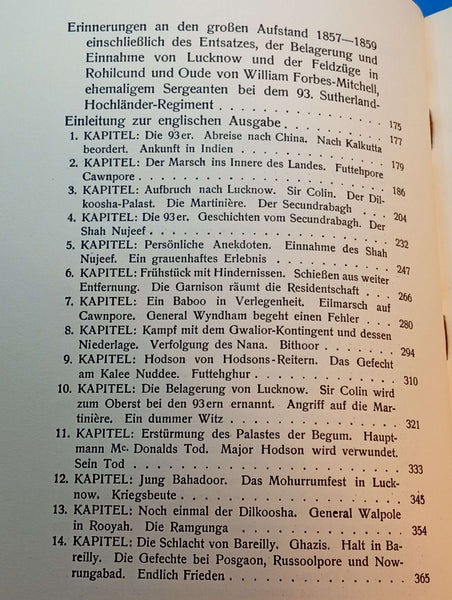 Erinnerungen an den großen Aufstand 1857—1859
einschließlich des Entsatzes, der Belagerung und
Einnahme von Lucknow und der Feldzüge in
Rohilcund und Oude von William Forbes-Mitchell,
ehemaligem Sergeanten bei dem 93. Sutherland-
Hochländer-Regiment . . . . . . . . . . . . 175
Einleitung zur englischen Ausgabe . . . . . . . . 177
1. KAPITEL: Die 93er. Abreise nach China. Nach Kalkutta
beordert. Ankunft in Indien . . . . . . . . . 179
2. KAPITEL: Der Marsch ins Innere des Landes. Futtehpore
Cawnpore . . . . . . . . . . . . . . . 186
3. KAPITEL: Aufbruch nach Lucknow. Sir Colin. Der Dil-
koosha-Palast. Die Martinière. Der Secundrabagh . . 204
4. KAPITEL: Die 93er. Geschichten vom Secundrabagh. Der
Shah Nujeef . . . . . . . . . . . . . . 232
5. KAPITEL: Persönliche Anekdoten. Einnahme des Shah
Nujeef. Ein grauenhaftes Erlebnis . . . . . . . 247
6. KAPITEL: Frühstück mit Hindernissen. Schießen aus weiter
Entfernung. Die Garnison räumt die Residentschaft . . 266
7. KAPITEL: Ein Baboo in Verlegenheit. Eilmarsch auf
Cawnpore. General Wyndham begeht einen Fehler . . 280
8. KAPITEL: Kampf mit dem Gwalior-Kontingent und dessen
Niederlage. Verfolgung des Nana. Bithoor . . . . 294
9. KAPITEL: Hodson von Hodsons-Reitern. Das Gefecht
am Kalee Nuddee. Futtehghur . . . . . . . . 310
10. KAPITEL: Die Belagerung von Lucknow. Sir Colin wird
zum Oberst bei den 93ern ernannt. Angriff auf die Mar-
tinière. Ein dummer Witz . . . . . . . . . 321
11. KAPITEL: Erstürmung des Palastes der Begum. Haupt-
mann Mc. Donalds Tod. Major Hodson wird verwundet.
Sein Tod . . . . . . . . . . . . . . . 333
12. KAPITEL: Jung Bahadoor. Das Mohurrumfest in Luck-
now. Kriegsbeute . . . . . . . . . . . . 345
13. KAPITEL: Noch einmal der Dilkoosha. General Walpole
in Rooyah. Die Ramgunga . . . . . . . . . 354
14. KAPITEL: Die Schlacht von Bareilly. Ghazis. Halt in Ba-
reilly. Die Gefechte bei Posgaon, Russoolpore und Now-
rungabad. Endlich Frieden . . . . . . . . . 365